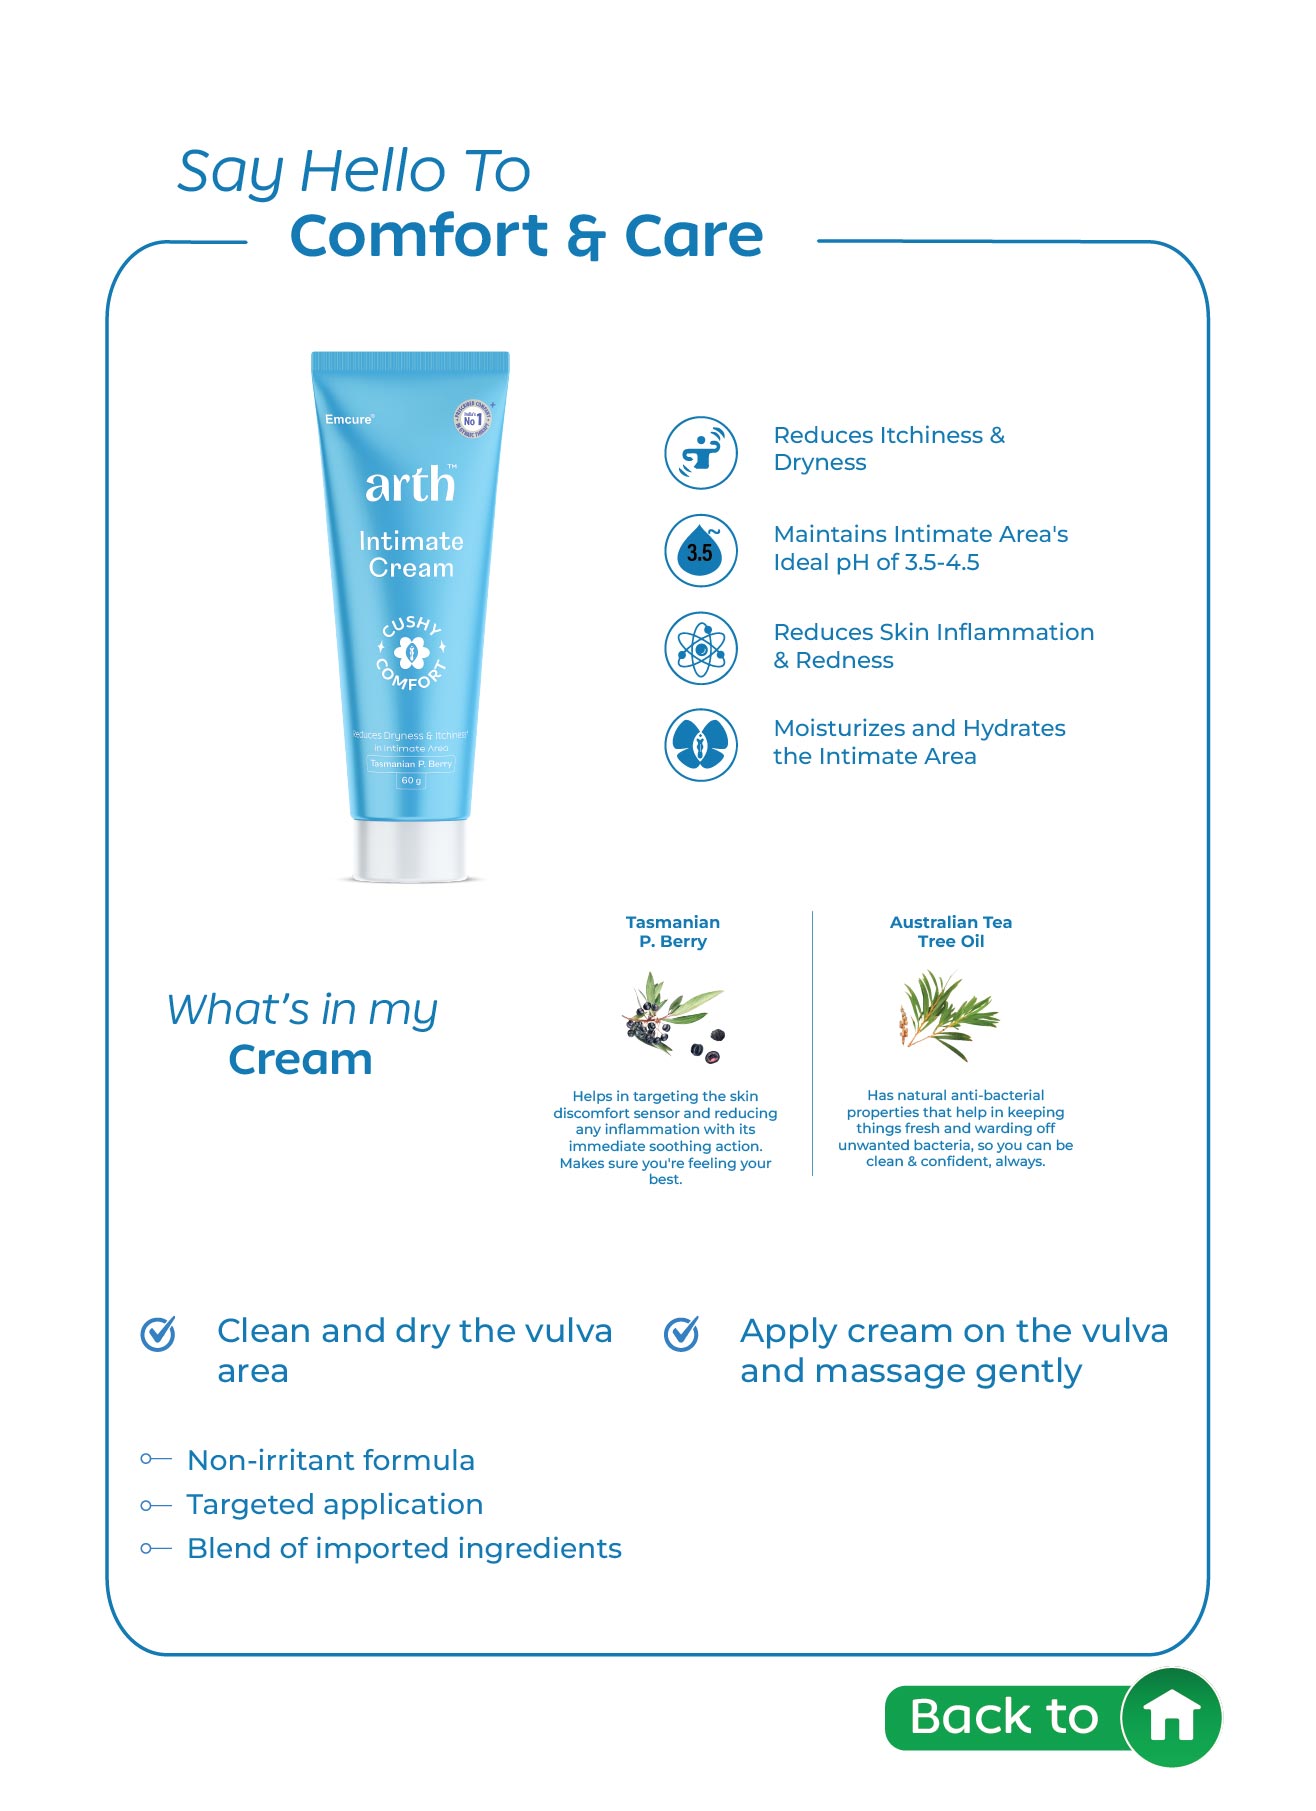 Say Hello To
Comfort & Care
Emcure®
India's
No 1
arth™
Intimate
Cream
CUSHY
COMFORT
Reduces Dryness & Itchiness*
in Intimate Area
Tasmanian P. Berry
60 g
Reduces Itchiness &
Dryness
3.5
Maintains Intimate Area's
Ideal pH of 3.5-4.5
Reduces Skin Inflammation
& Redness
Moisturizes and Hydrates
the Intimate Area
What's in my
Cream
Tasmanian
P. Berry
Helps in targeting the skin
discomfort sensor and reducing
any inflammation with its
immediate soothing action.
Makes sure you're feeling your
best.
Australian Tea
Tree Oil
Has natural anti-bacterial
properties that help in keeping
things fresh and warding off
unwanted bacteria, so you can be
clean & confident, always.
Clean and dry the vulva
area
Apply cream on the vulva
and massage gently
Non-irritant formula
Targeted application
Blend of imported ingredients
Back to